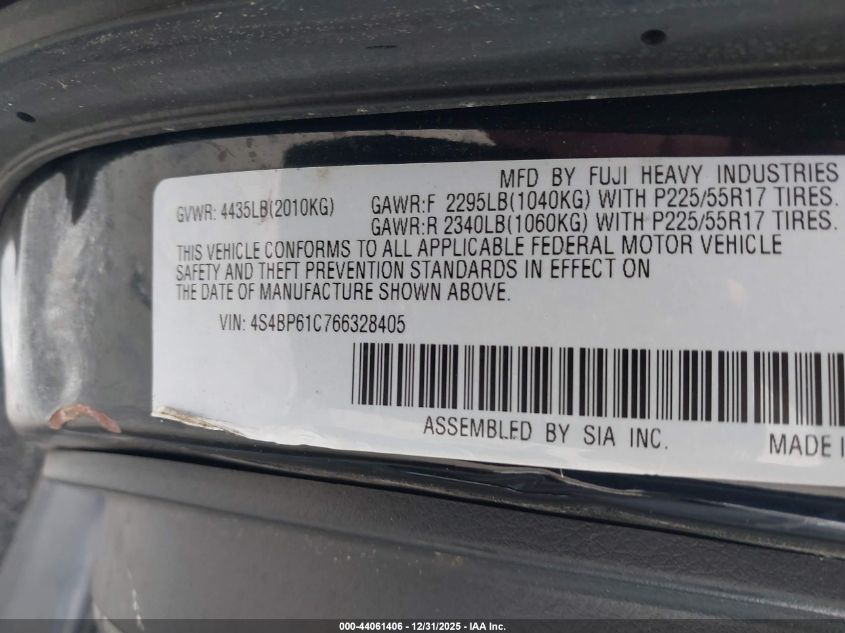 MFD BY FUJI HEAVY INDUSTRIES
GVWR: 4435LB(2010KG) GAWR:F 2295LB(1040KG) WITH P225/55R17 TIRES.
GAWR:R 2340LB(1060KG) WITH P225/55R17 TIRES.
THIS VEHICLE CONFORMS TO ALL APPLICABLE FEDERAL MOTOR VEHICLE
SAFETY AND THEFT PREVENTION STANDARDS IN EFFECT ON
THE DATE OF MANUFACTURE SHOWN ABOVE.
VIN: 4S4BP61C766328405
ASSEMBLED BY SIA INC. MADE I
000-44061406 - 12/31/2025 - IAA Inc.